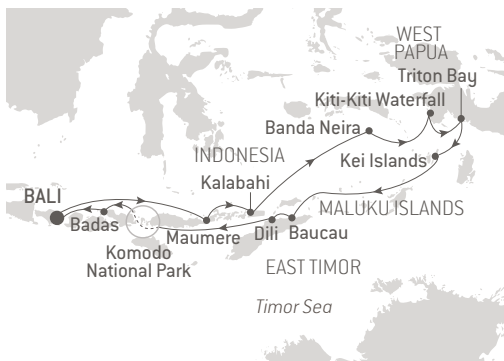 WEST
PAPUA
Triton Bay
Kiti-Kiti Waterfall
Banda Neira
INDONESIA
Kei Islands
Kalabahi
BALI
MALUKU ISLANDS
Badas
Maumere
Dili
Baucau
Komodo
National Park
EAST TIMOR
Timor Sea